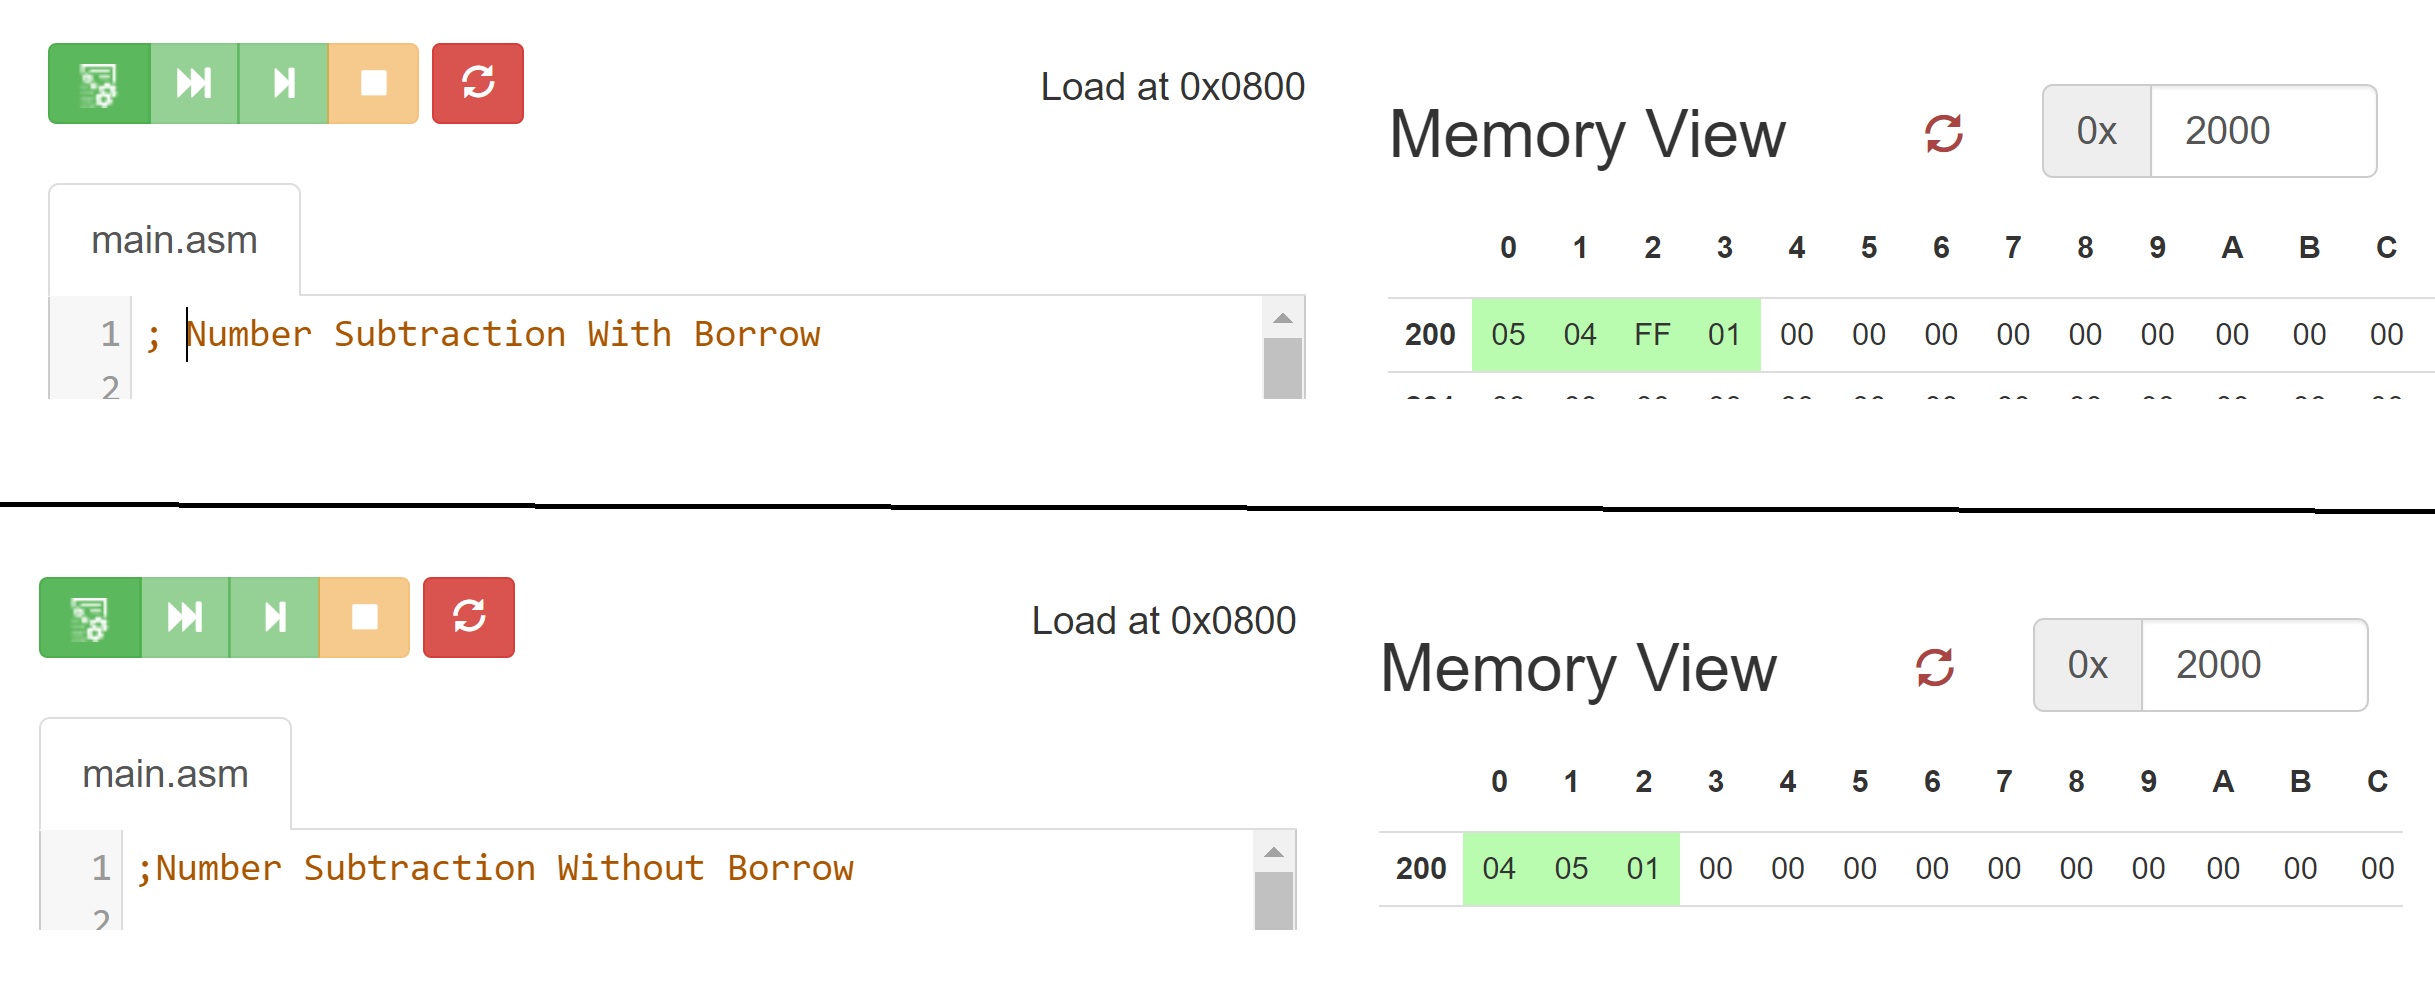 Load at 0x0800
Memory View 0x 2000
main.asm
0 1 2 3 4 5 6 7 8 9 A B C
1 ; Number Subtraction With Borrow
200 05 04 FF 01 00 00 00 00 00 00 00 00 00
2
Load at 0x0800
Memory View 0x 2000
main.asm
0 1 2 3 4 5 6 7 8 9 A B C
1 ;Number Subtraction Without Borrow
200 04 05 01 00 00 00 00 00 00 00 00 00 00
2